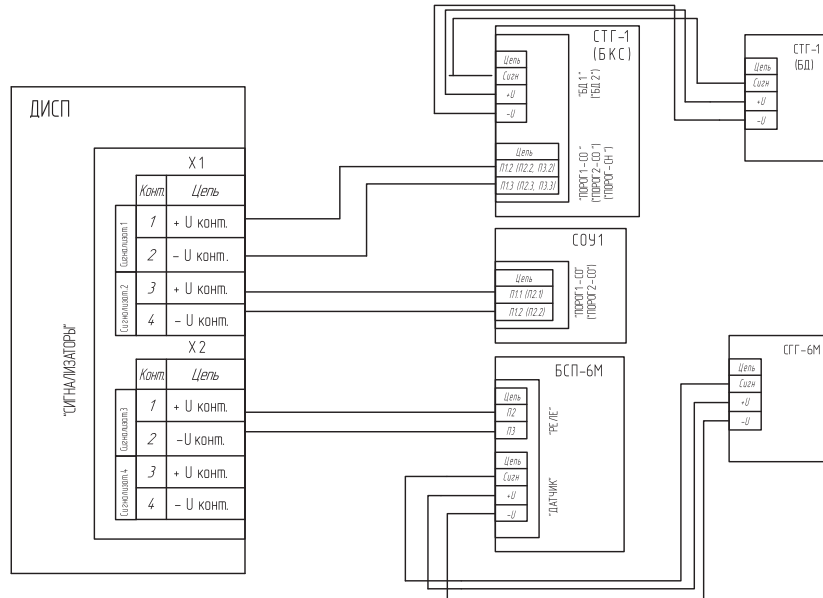 ДИСП
"СИГНАЛИЗАТОРЫ"
X1
Конт. Цепь
Сигнализат.1
1 + U конт.
2 - U конт.
Сигнализат.2
3 + U конт.
4 - U конт.
X2
Конт. Цепь
Сигнализат.3
1 + U конт.
2 -U конт.
Сигнализат.4
3 + U конт.
4 - U конт.
СТГ-1
(БКС)
Цепь
Сигн
+U
-U
"БД 1"
("БД 2")
Цепь
П1.2 (П2.2, П3.2)
П1.3 (П2.3, П3.3)
"ПОРОГ1-СО"
("ПОРОГ2-СО")
("ПОРОГ-СН")
СТГ-1
(БД)
Цепь
Сигн
+U
-U
СОУ1
Цепь
П1.1 (П2.1)
П1.2 (П2.2)
"ПОРОГ1-СО"
("ПОРОГ2-СО")
БСП-6М
Цепь
П2
П3
"РЕЛЕ"
Цепь
Сигн
+U
-U
"ДАТЧИК"
СГГ-6М
Цепь
Сигн
+U
-U